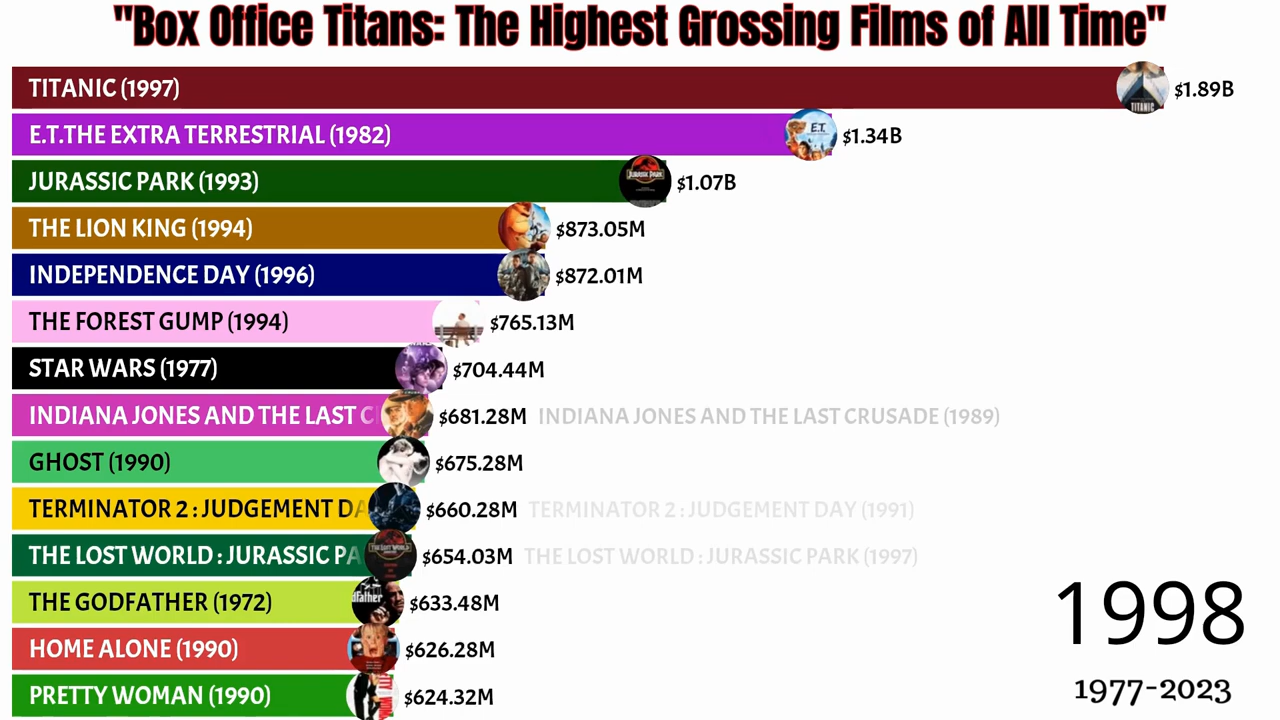 "Box Office Titans: The Highest Grossing Films of All Time"
TITANIC (1997) TITANIC $1.89B
E.T.THE EXTRA TERRESTRIAL (1982) E.T. $1.34B
JURASSIC PARK (1993) JURASSIC PARK $1.07B
THE LION KING (1994) $873.05M
INDEPENDENCE DAY (1996) $872.01M
THE FOREST GUMP (1994) $765.13M
STAR WARS (1977) $704.44M
INDIANA JONES AND THE LAST C $681.28M INDIANA JONES AND THE LAST CRUSADE (1989)
GHOST (1990) $675.28M
TERMINATOR 2 : JUDGEMENT DA $660.28M TERMINATOR 2 : JUDGEMENT DAY (1991)
THE LOST WORLD : JURASSIC PA $654.03M THE LOST WORLD : JURASSIC PARK (1997)
THE GODFATHER (1972) dfather $633.48M
HOME ALONE (1990) $626.28M
PRETTY WOMAN (1990) $624.32M
1998
1977-2023